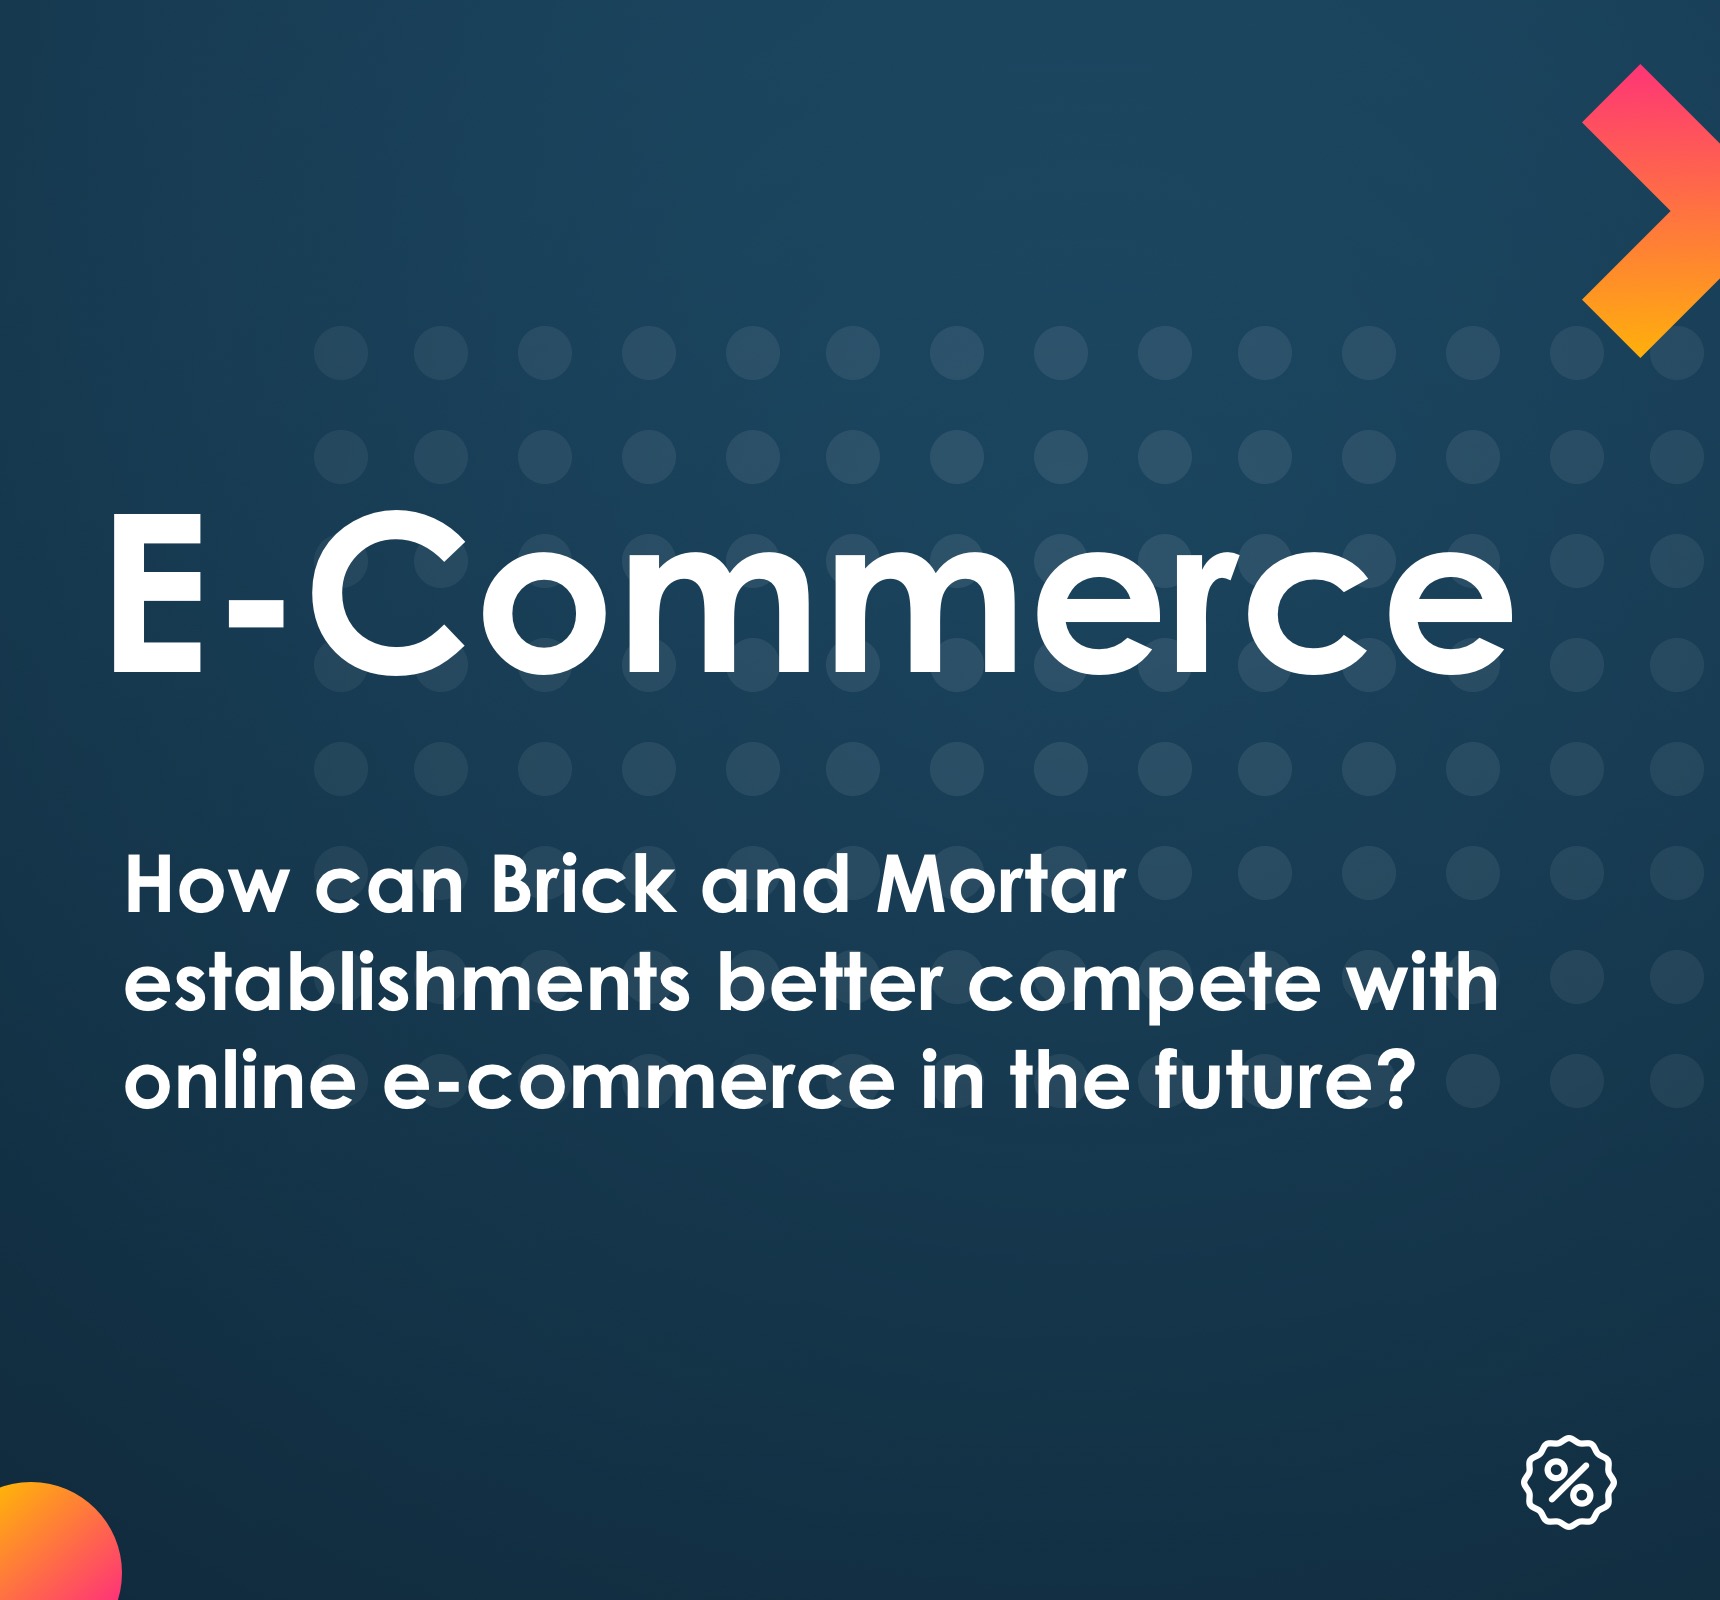 E-Commerce
How can Brick and Mortar
establishments better compete with
online e-commerce in the future?
%